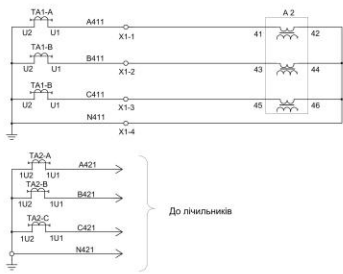 TA1-A A411 A 2
U2 U1 X1-1 41 42
TA1-B B411
U2 U1 X1-2 43 44
TA1-B C411
U2 U1 X1-3 45 46
N411
X1-4
TA2-A A421
1U2 1U1
TA2-B B421
1U2 1U1
До лічильників
TA2-C C421
1U2 1U1
N421